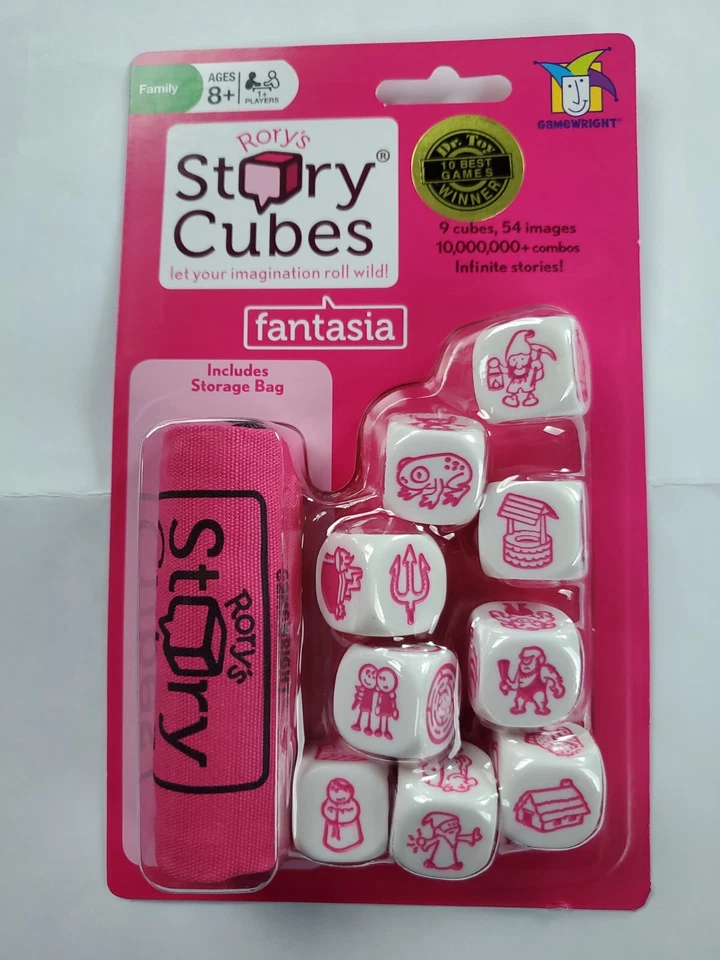 Family
AGES
8+
1+
PLAYERS
GAMEWRIGHT®
Rory's
Story®
Cubes
let your imagination roll wild!
fantasia
Dr. Toy
10 BEST
GAMES
WINNER
9 cubes, 54 images
10,000,000+ combos
Infinite stories!
Includes
Storage Bag
Rory's
Story
GAMEWRIGHT